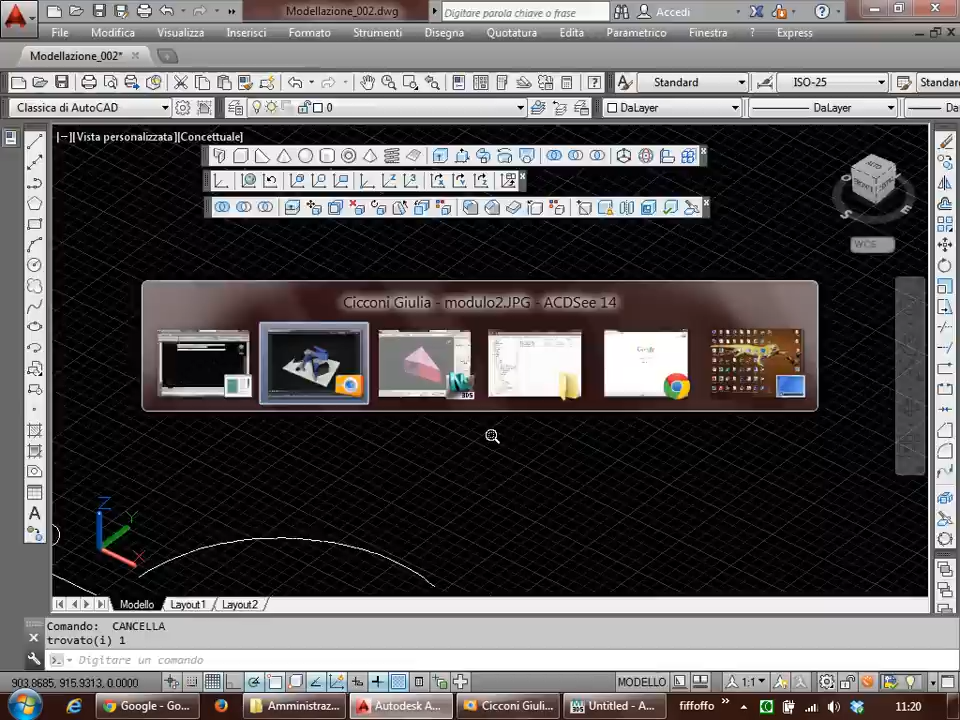 Modellazione_002.dwg
Digitare parola chiave o frase
Accedi
File Modifica Visualizza Inserisci Formato Strumenti Disegna Quotatura Edita Parametrico Finestra ? Express
Modellazione_002*
Standard
ISO-25
Standar
Classica di AutoCAD
0
DaLayer
DaLayer
Da
[−][Vista personalizzata][Concettuale]
WCS
Cicconi Giulia - modulo2.JPG - ACDSee 14
Z
Y
X
Modello Layout1 Layout2
Comando: CANCELLA
trovato(i) 1
Digitare un comando
903.8685, 915.9313, 0.0000
MODELLO
1:1
Google - Go...
Amministraz...
Autodesk A...
Cicconi Giuli...
Untitled - A...
fiffoffo
11:20